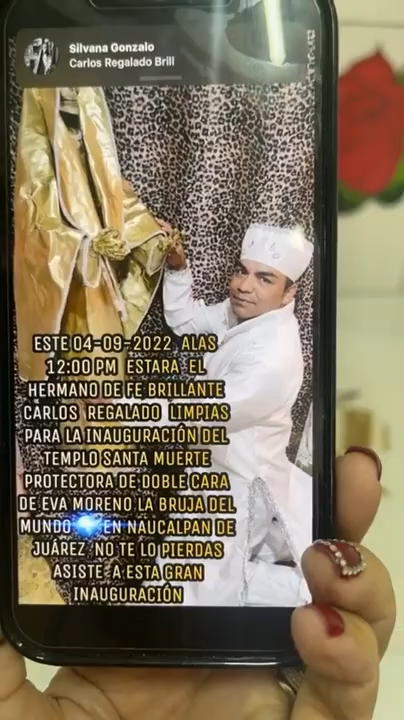 Silvana Gonzalo
Carlos Regalado Brill
ESTE 04-09-2022 ALAS
12:00 PM ESTARA EL
HERMANO DE FE BRILLANTE
CARLOS REGALADO LIMPIAS
PARA LA INAUGURACIÓN DEL
TEMPLO SANTA MUERTE
PROTECTORA DE DOBLE CARA
DE EVA MORENO LA BRUJA DEL
MUNDO EN NAUCALPAN DE
JUÁREZ NO TE LO PIERDAS
ASISTE A ESTA GRAN
INAUGURACIÓN